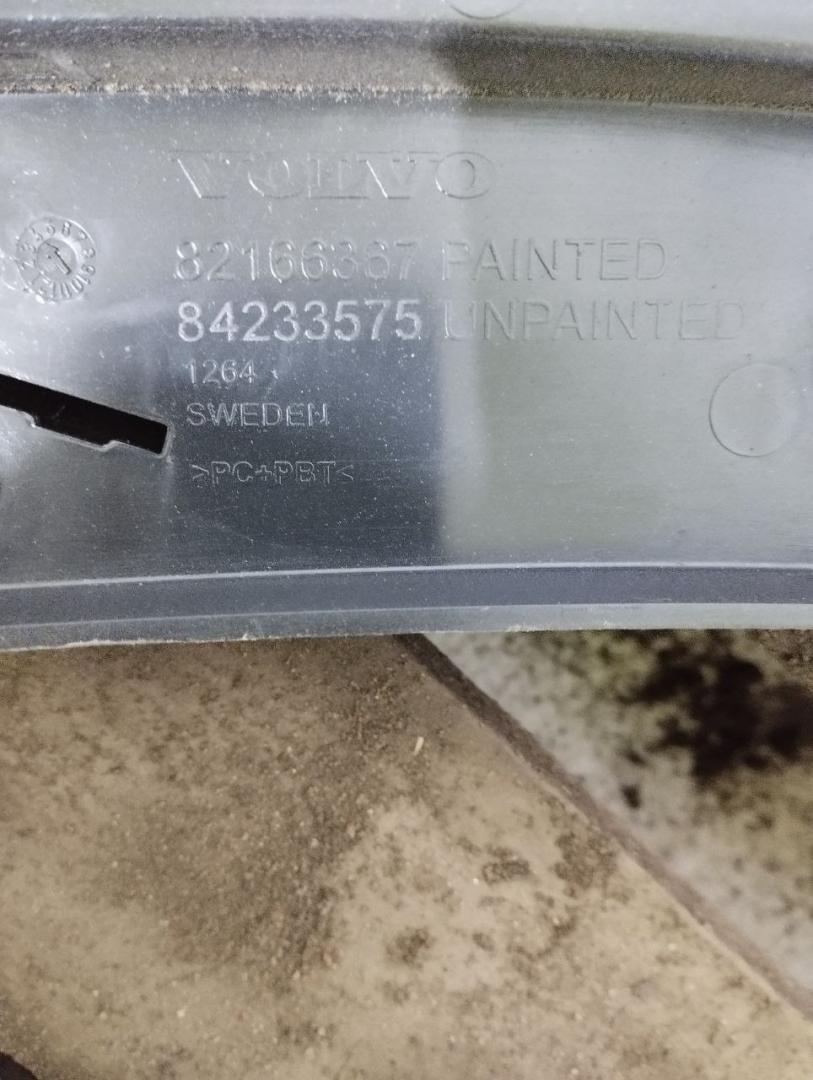 VOLVO
82166367 PAINTED
84233575 UNPAINTED
1264
SWEDEN
>PC+PBT<